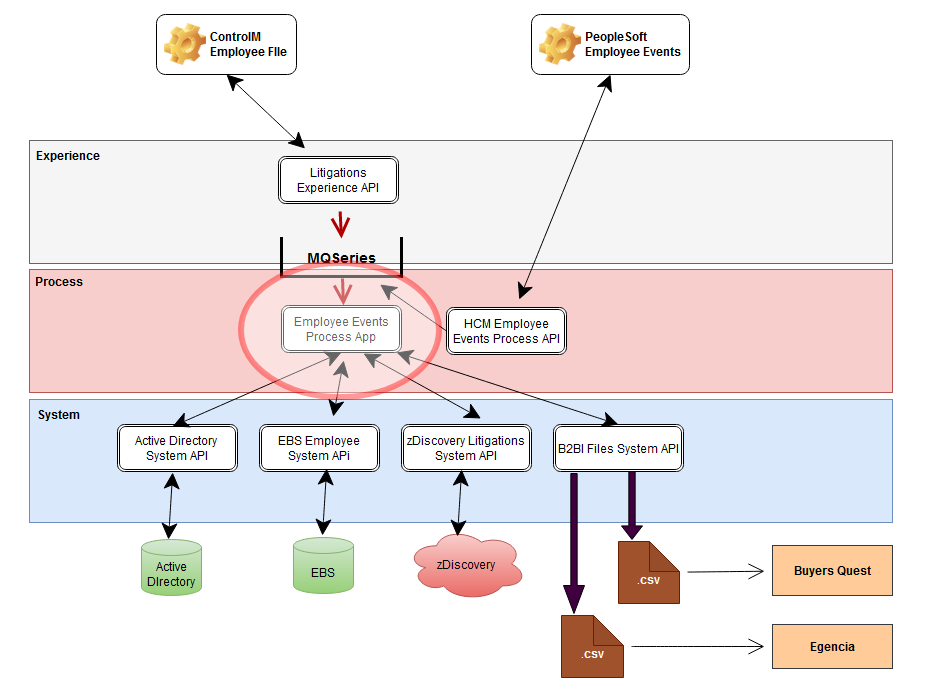 ControlM
Employee FIle
PeopleSoft
Employee Events
Experience
Litigations
Experience API
MQSeries
Process
Employee Events
Process App
HCM Employee
Events Process API
System
Active Directory
System API
EBS Employee
System APi
zDiscovery Litigations
System API
B2BI Files System API
Active
DIrectory
EBS
zDiscovery
.csv
Buyers Quest
.csv
Egencia